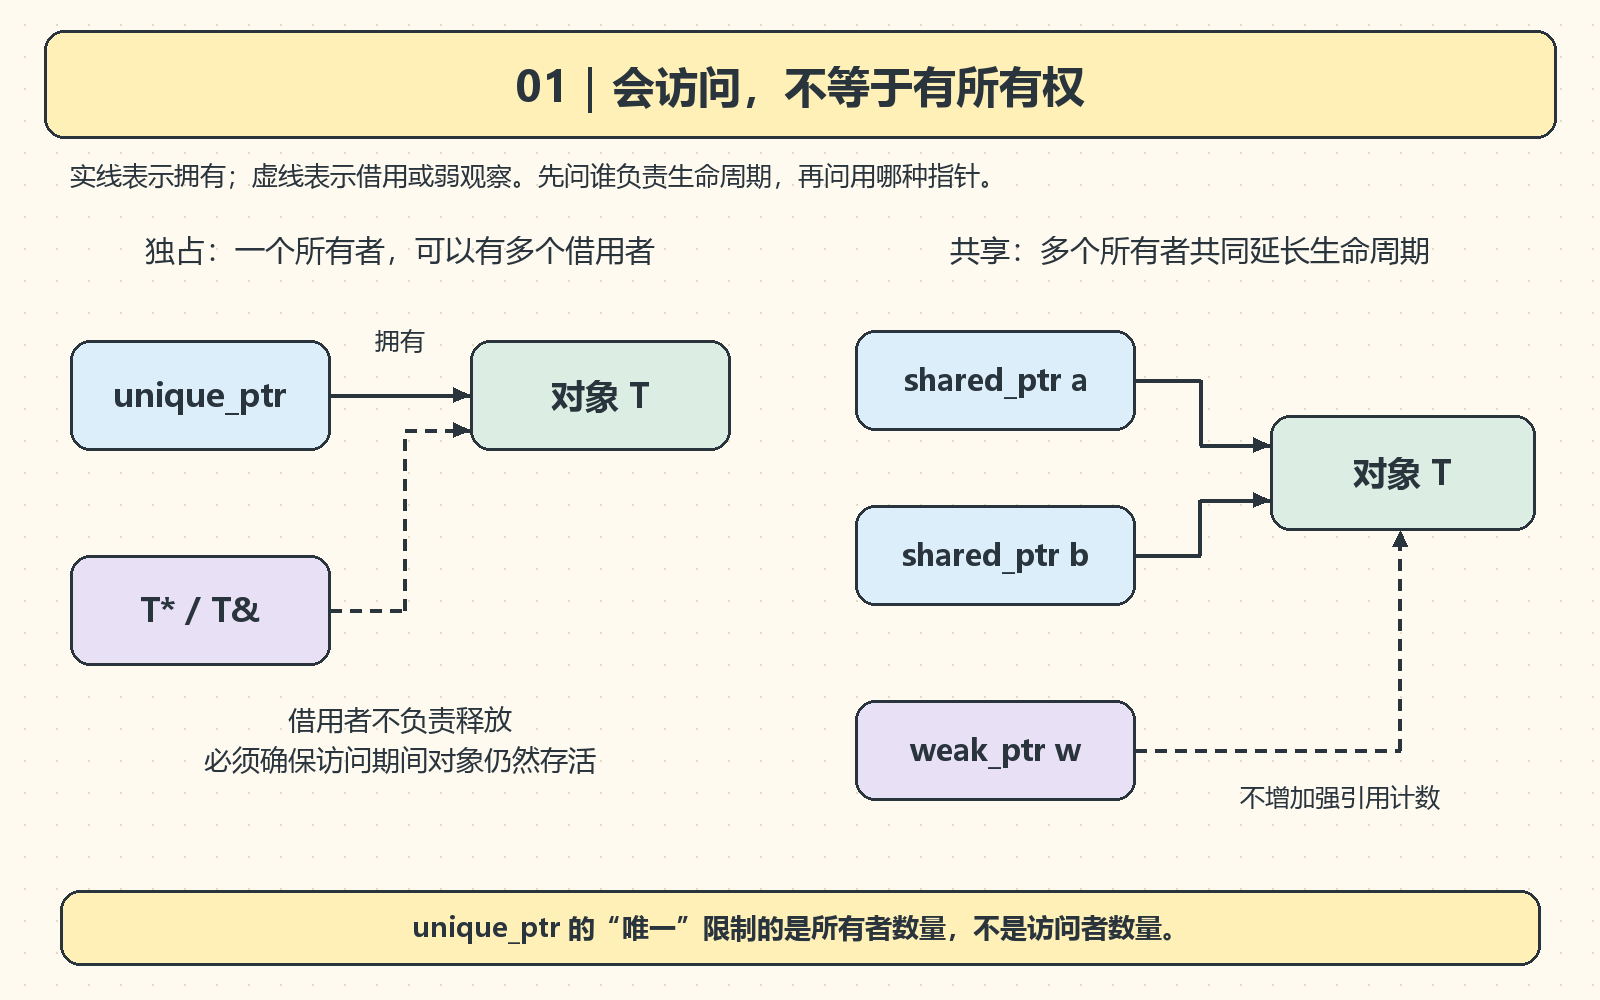 01 | 会访问，不等于有所有权
实线表示拥有；虚线表示借用或弱观察。先问谁负责生命周期，再问用哪种指针。
独占：一个所有者，可以有多个借用者
拥有
unique_ptr
对象 T
T* / T&
借用者不负责释放
必须确保访问期间对象仍然存活
共享：多个所有者共同延长生命周期
shared_ptr a
对象 T
shared_ptr b
weak_ptr w
不增加强引用计数
unique_ptr 的“唯一”限制的是所有者数量，不是访问者数量。